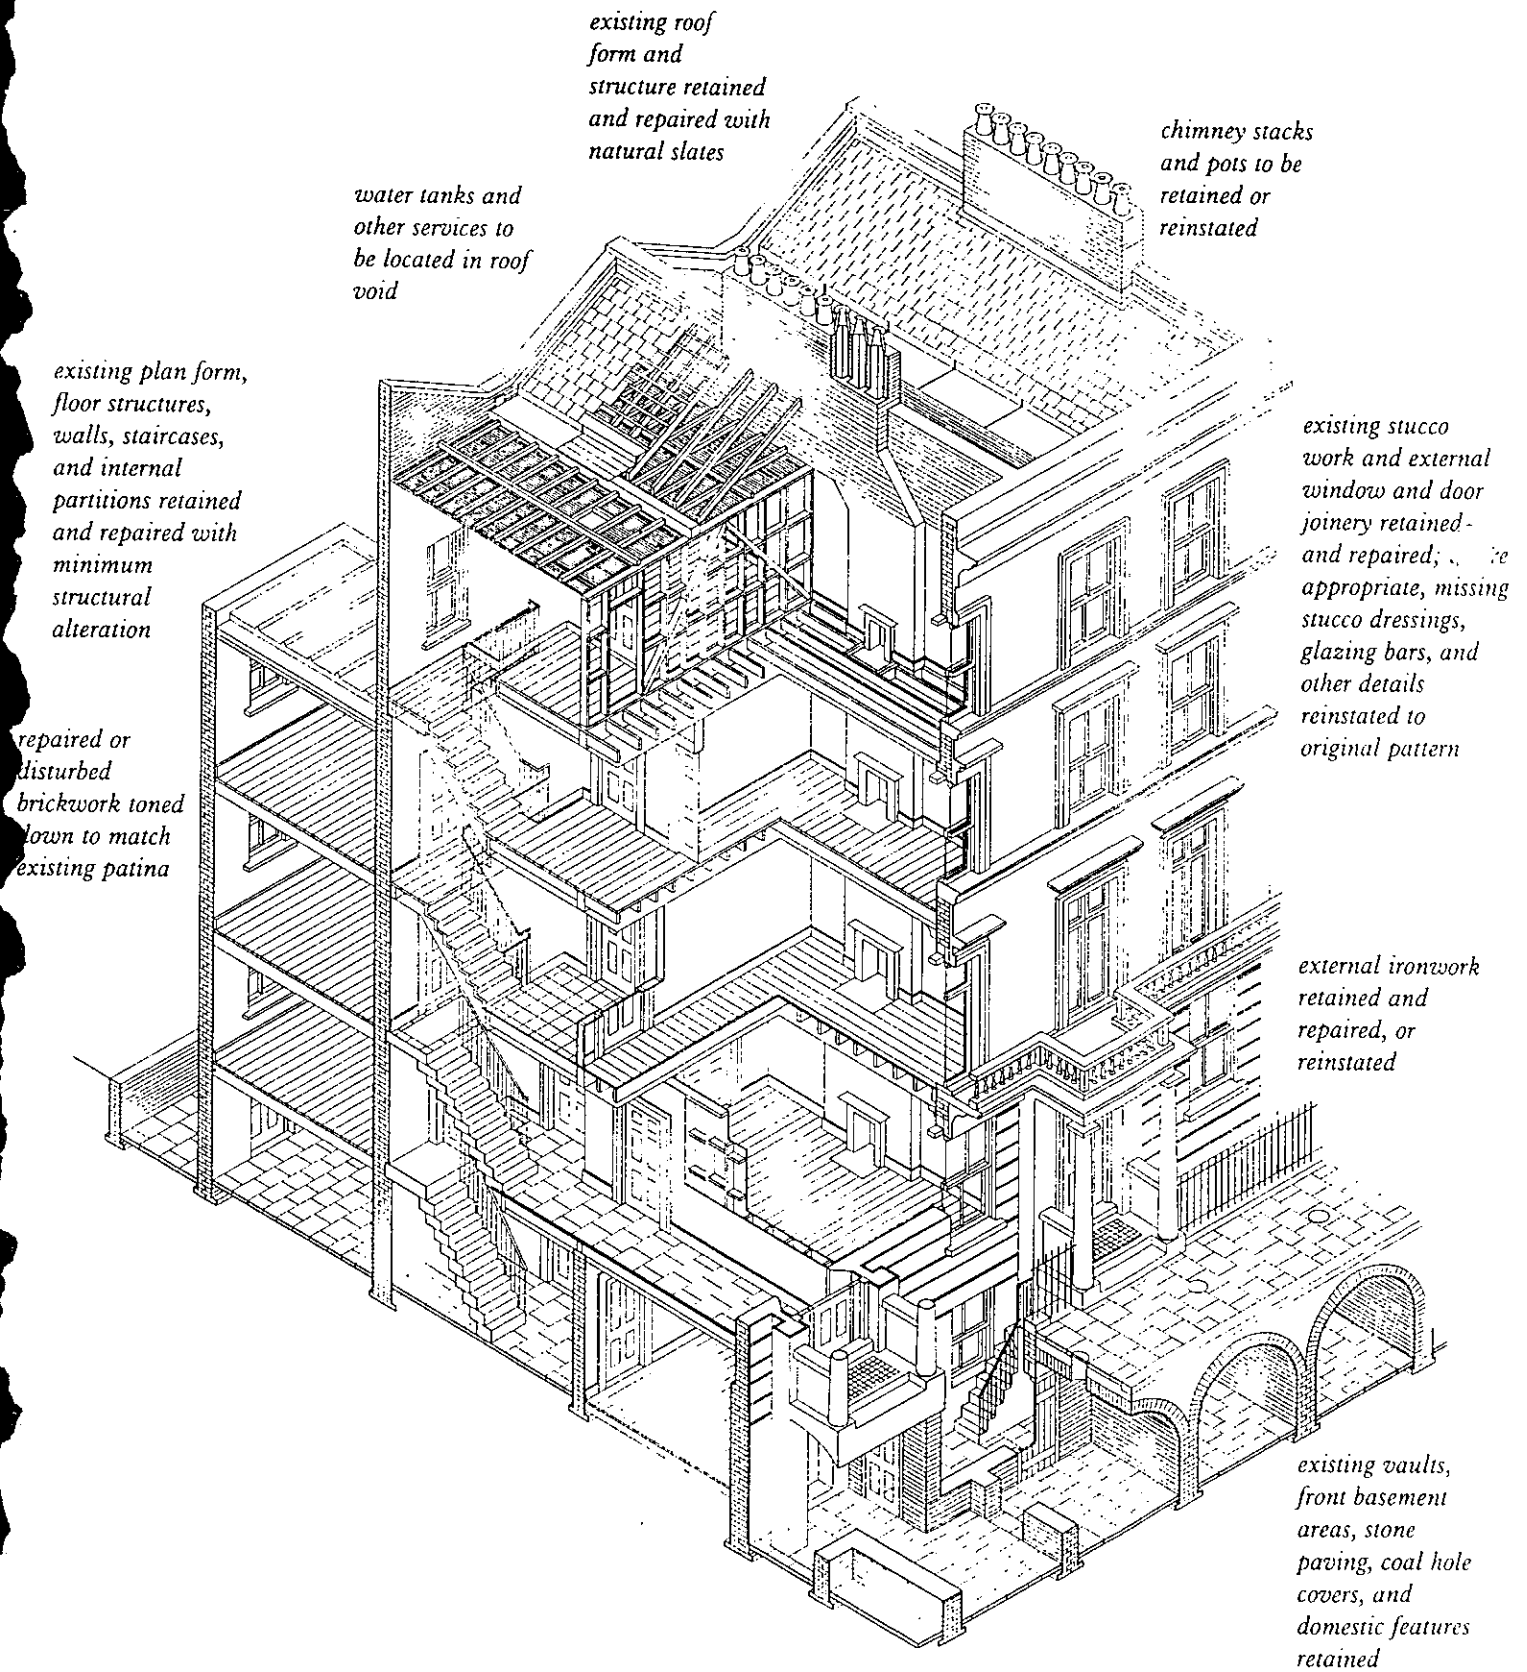 existing roof
form and
structure retained
and repaired with
natural slates
chimney stacks
and pots to be
retained or
reinstated
water tanks and
other services to
be located in roof
void
existing plan form,
floor structures,
walls, staircases,
and internal
partitions retained
and repaired with
minimum
structural
alteration
existing stucco
work and external
window and door
joinery retained-
and repaired;
appropriate, missing
stucco dressings,
glazing bars, and
other details
reinstated to
original pattern
repaired or
disturbed
brickwork toned
down to match
existing patina
external ironwork
retained and
repaired, or
reinstated
existing vaults,
front basement
areas, stone
paving, coal hole
covers, and
domestic features
retained